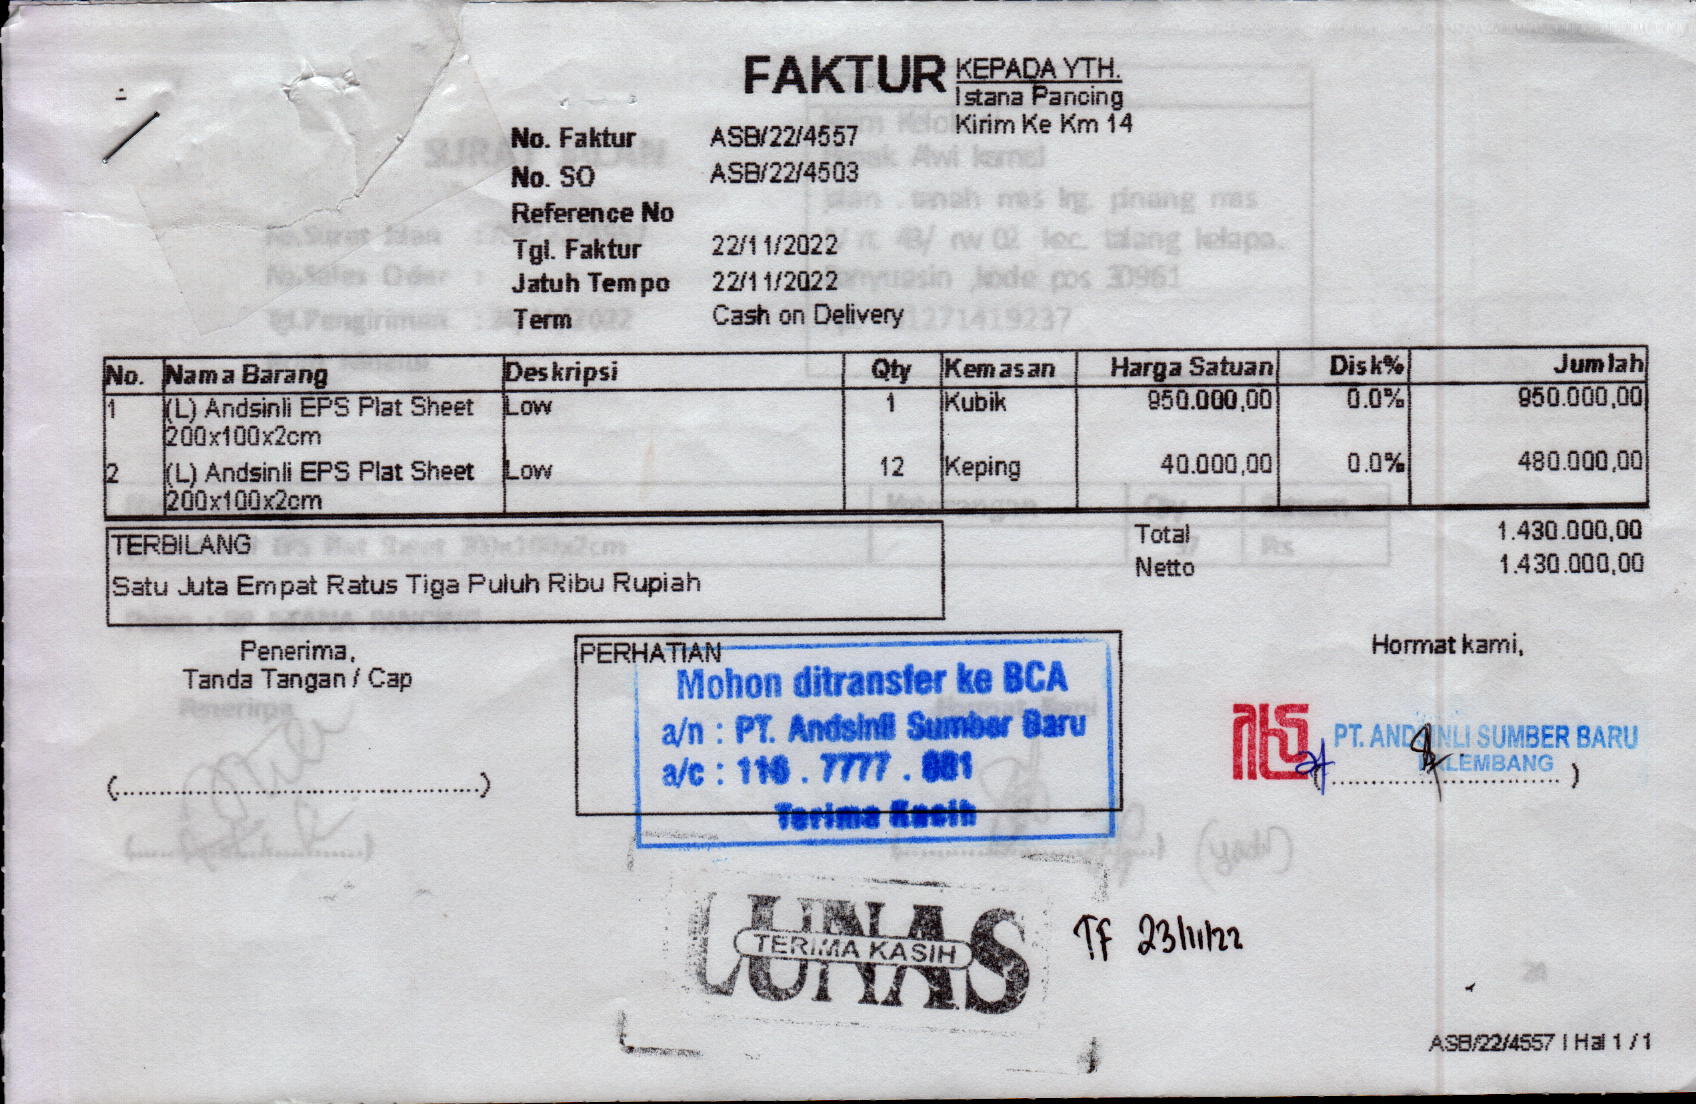 FAKTUR
KEPADA YTH.
Istana Pancing
Kirim Ke Km 14
No. Faktur ASB/22/4557
No. SO ASB/22/4503
Reference No
Tgl. Faktur 22/11/2022
Jatuh Tempo 22/11/2022
Term Cash on Delivery
No. Nama Barang Deskripsi Qty Kemasan Harga Satuan Disk% Jumlah
1 (L) Andsinli EPS Plat Sheet Low 1 Kubik 950.000,00 0.0% 950.000,00
200x100x2cm
2 (L) Andsinli EPS Plat Sheet Low 12 Keping 40.000,00 0.0% 480.000,00
200x100x2cm
TERBILANG
Satu Juta Empat Ratus Tiga Puluh Ribu Rupiah
Total 1.430.000,00
Netto 1.430.000,00
Penerima,
Tanda Tangan / Cap
(........................................................)
PERHATIAN
Mohon ditransfer ke BCA
a/n : PT. Andsinli Sumber Baru
a/c : 116 . 7777 . 881
Terima Kasih
Hormat kami,
PT. ANDSINLI SUMBER BARU
PALEMBANG
LUNAS
TERIMA KASIH
TF 23/11/22
ASB/22/4557 | Hal 1 / 1